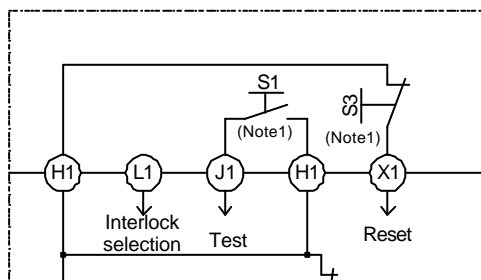 S1
S3
(Note1)
(Note1)
H1
L1
J1
H1
X1
Interlock
selection
Test
Reset